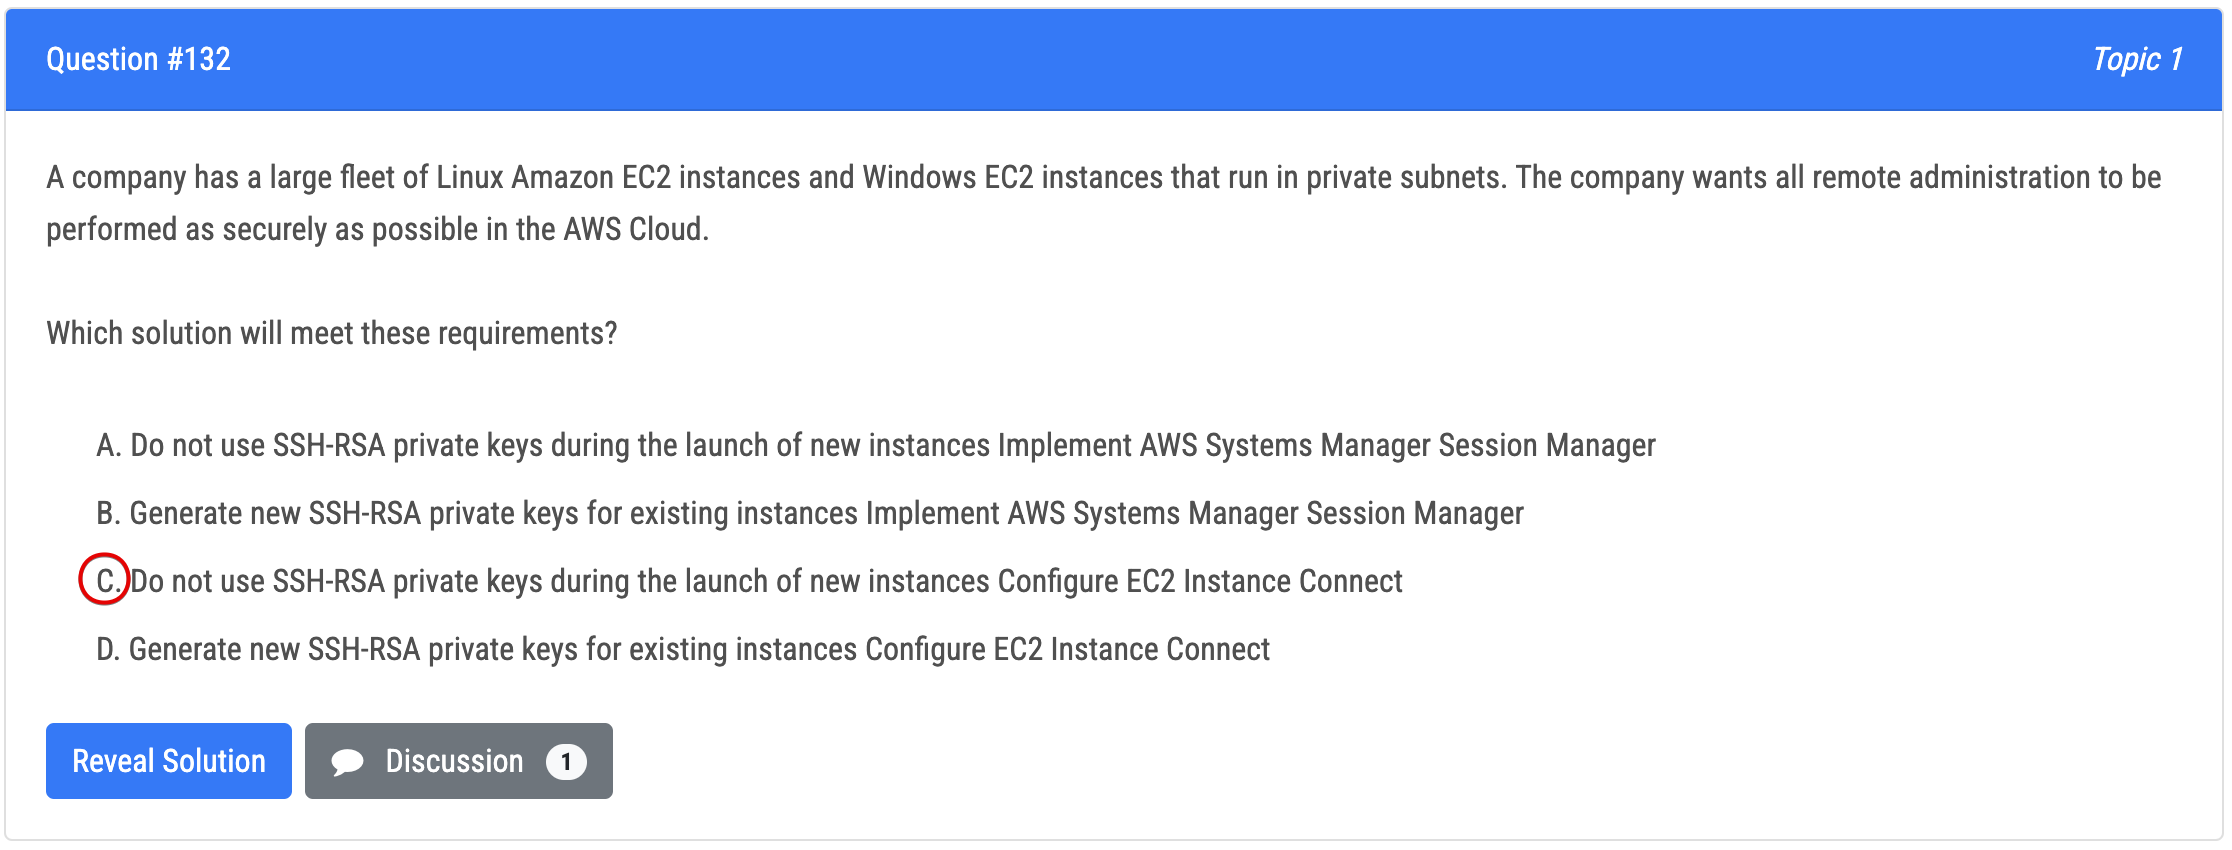 Question #132
Topic 1
A company has a large fleet of Linux Amazon EC2 instances and Windows EC2 instances that run in private subnets. The company wants all remote administration to be
performed as securely as possible in the AWS Cloud.
Which solution will meet these requirements?
A. Do not use SSH-RSA private keys during the launch of new instances Implement AWS Systems Manager Session Manager
B. Generate new SSH-RSA private keys for existing instances Implement AWS Systems Manager Session Manager
C. Do not use SSH-RSA private keys during the launch of new instances Configure EC2 Instance Connect
D. Generate new SSH-RSA private keys for existing instances Configure EC2 Instance Connect
Reveal Solution
Discussion 1